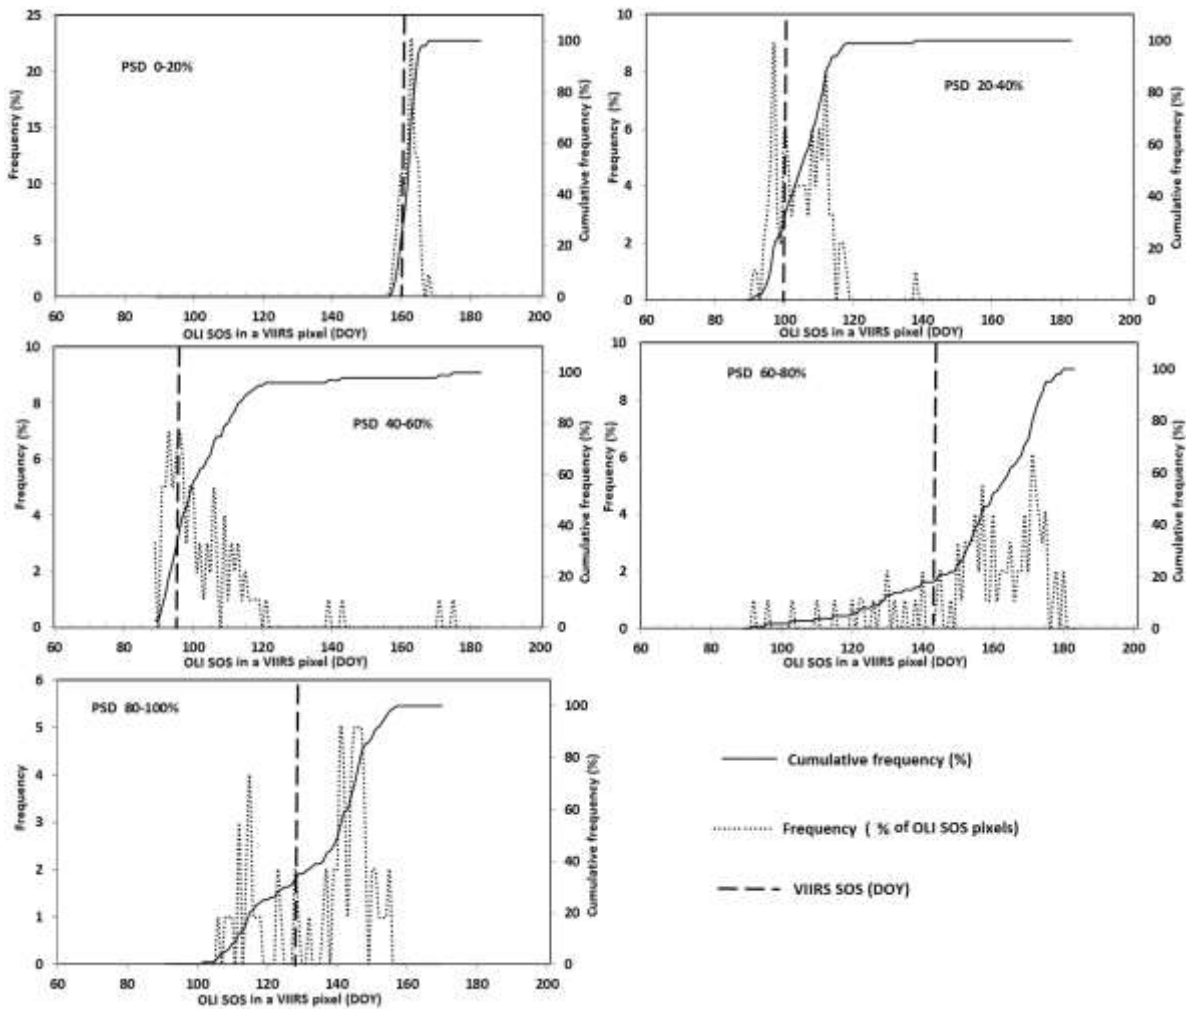 25
20
15
10
5
0
Frequency (%)
PSD 0-20%
100
80
60
40
20
0
Cumulative frequency (%)
60 80 100 120 140 160 180 200
OLI SOS in a VIIRS pixel (DOY)
10
8
6
4
2
0
Frequency (%)
PSD 20-40%
100
80
60
40
20
0
Cumulative frequency (%)
60 80 100 120 140 160 180 200
OLI SOS in a VIIRS pixel (DOY)
10
8
6
4
2
0
Frequency (%)
PSD 40-60%
100
80
60
40
20
0
Cumulative frequency (%)
60 80 100 120 140 160 180 200
OLI SOS in a VIIRS pixel (DOY)
10
8
6
4
2
0
Frequency (%)
PSD 60-80%
100
80
60
40
20
0
Cumulative frequency (%)
60 80 100 120 140 160 180 200
OLI SOS in a VIIRS pixel (DOY)
6
5
4
3
2
1
0
Frequency
PSD 80-100%
100
80
60
40
20
0
Cumulative frequency (%)
60 80 100 120 140 160 180 200
OLI SOS in a VIIRS pixel (DOY)
Cumulative frequency (%)
Frequency ( % of OLI SOS pixels)
VIIRS SOS (DOY)